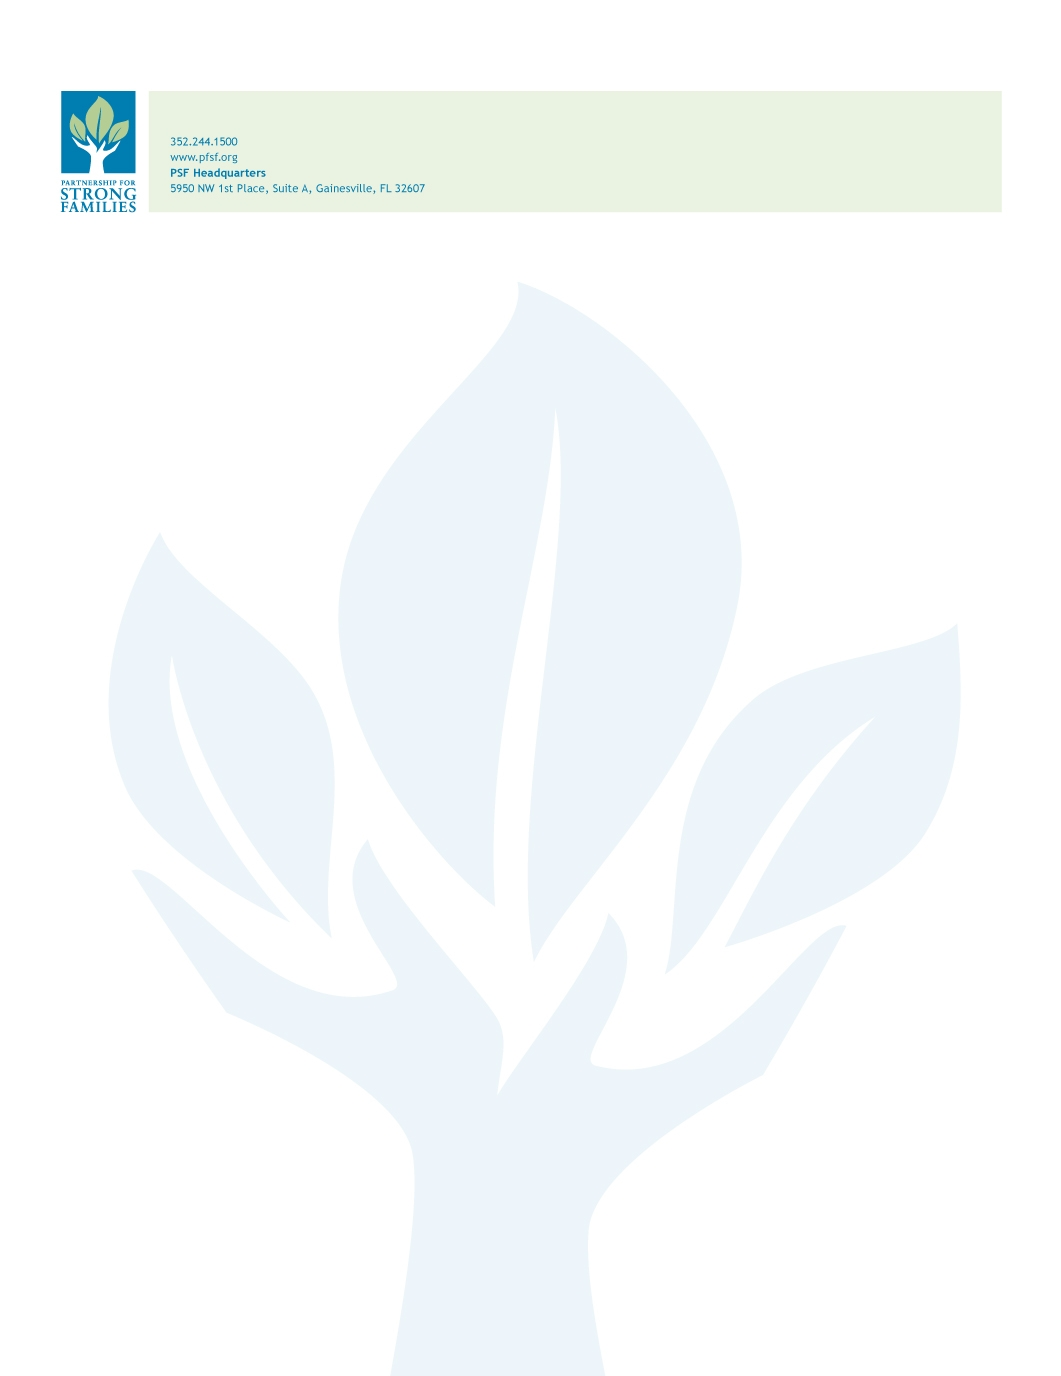 352.244.1500
www.pfsf.org
PSF Headquarters
5950 NW 1st Place, Suite A, Gainesville, FL 32607
PARTNERSHIP FOR
STRONG
FAMILIES